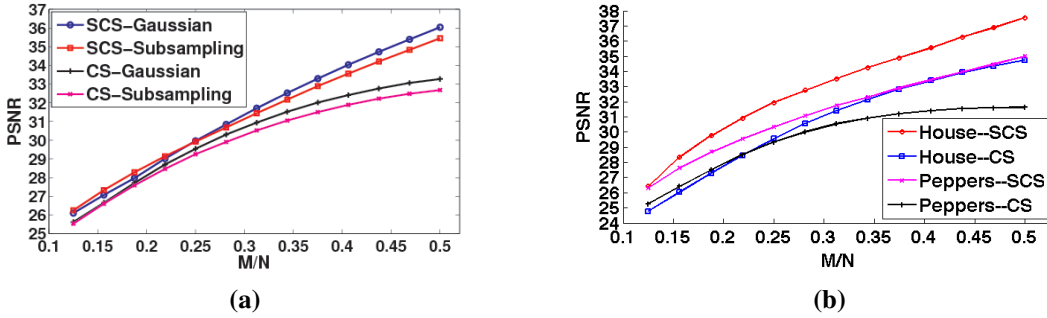 37
36
35
34
33
32
31
30
29
28
27
26
25
PSNR
SCS–Gaussian
SCS–Subsampling
CS–Gaussian
CS–Subsampling
0.1 0.15 0.2 0.25 0.3 0.35 0.4 0.45 0.5
M/N
(a)
38
37
36
35
34
33
32
31
30
29
28
27
26
25
24
PSNR
House--SCS
House--CS
Peppers--SCS
Peppers--CS
0.1 0.15 0.2 0.25 0.3 0.35 0.4 0.45 0.5
M/N
(b)